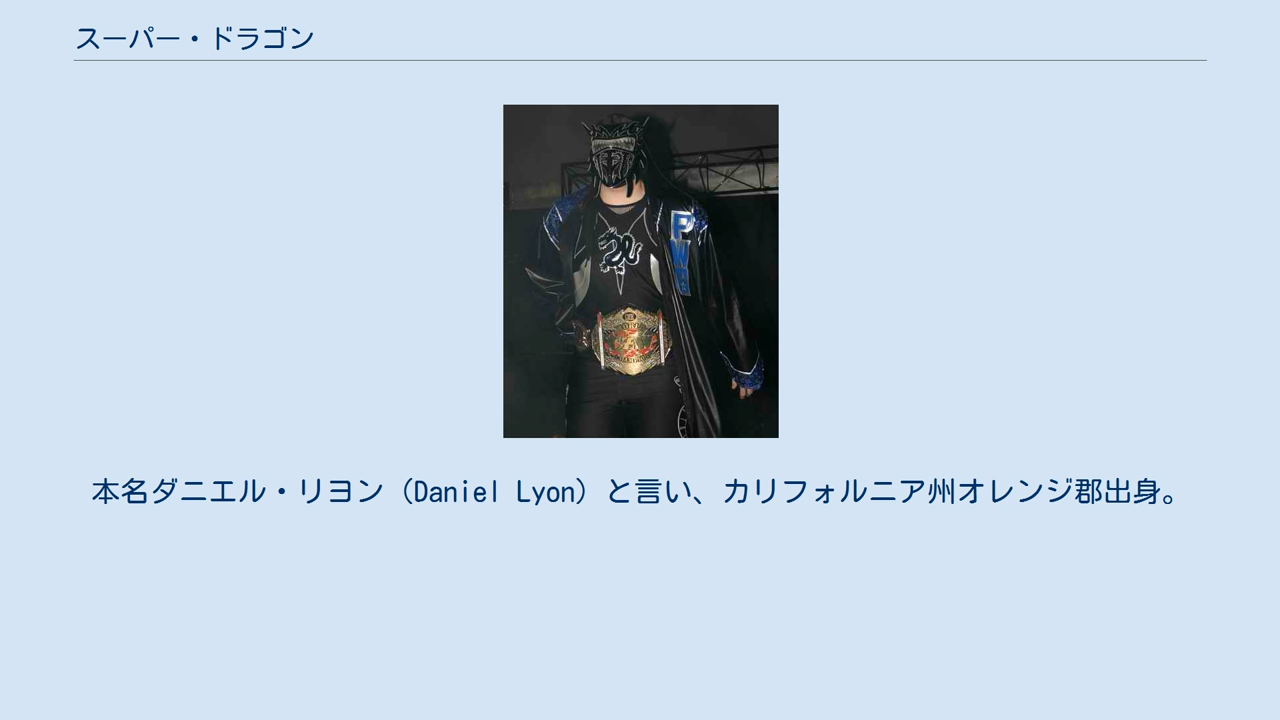 スーパー・ドラゴン
PW
本名ダニエル・リヨン（Daniel Lyon）と言い、カリフォルニア州オレンジ郡出身。